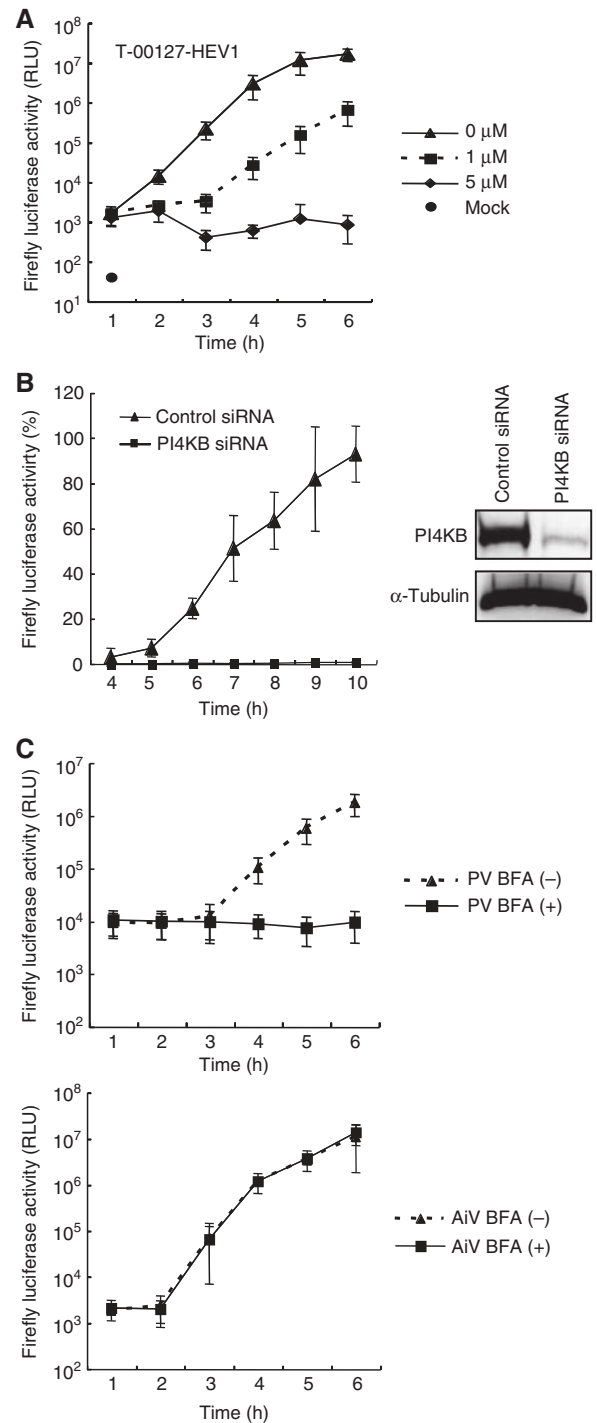 A
T-00127-HEV1
Firefly luciferase activity (RLU)
10⁸
10⁷
10⁶
10⁵
10⁴
10³
10²
10¹
1 2 3 4 5 6
Time (h)
0 μM
1 μM
5 μM
Mock
B
Firefly luciferase activirty (%)
120
100
80
60
40
20
0
4 5 6 7 8 9 10
Time (h)
Control siRNA
PI4KB siRNA
Control siRNA
PI4KB siRNA
PI4KB
α-Tubulin
C
Firefly luciferase activity (RLU)
10⁷
10⁶
10⁵
10⁴
10³
10²
1 2 3 4 5 6
Time (h)
PV BFA (–)
PV BFA (+)
Firefly luciferase activity (RLU)
10⁸
10⁷
10⁶
10⁵
10⁴
10³
10²
1 2 3 4 5 6
Time (h)
AiV BFA (–)
AiV BFA (+)